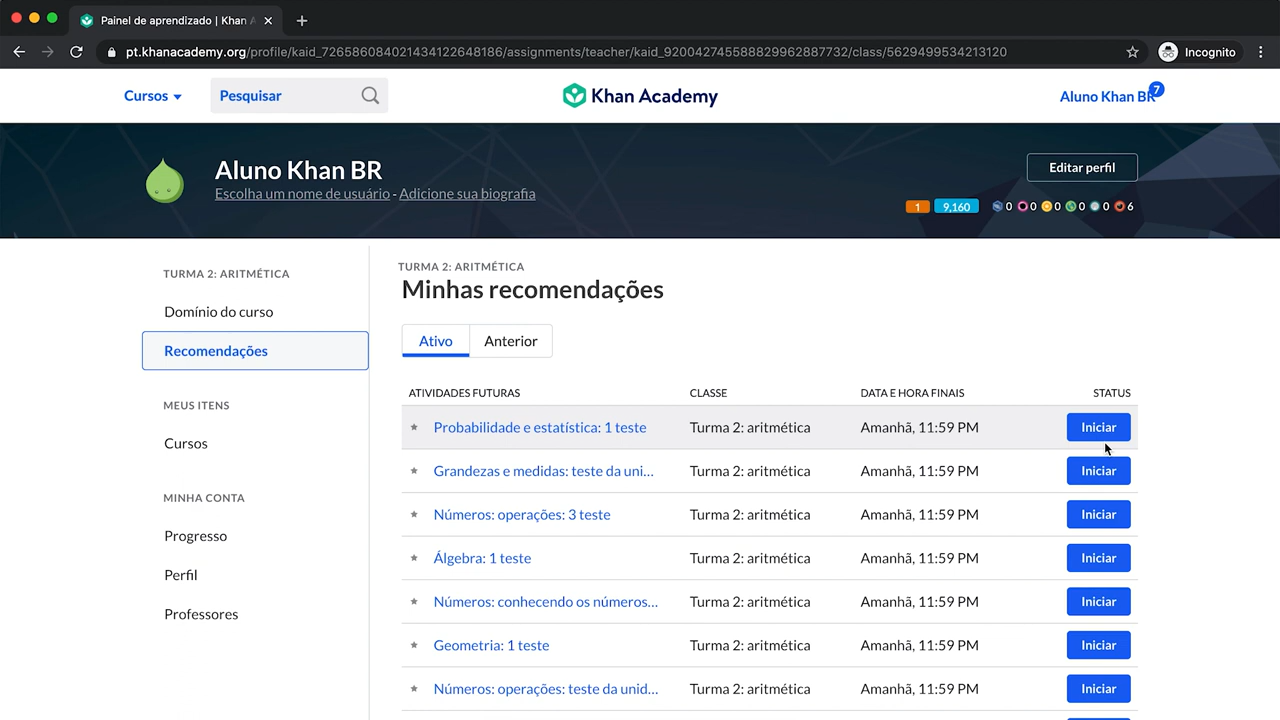 Painel de aprendizado | Khan A
pt.khanacademy.org/profile/kaid_726586084021434122648186/assignments/teacher/kaid_920042745588829962887732/class/5629499534213120
Incognito
Cursos
Pesquisar
Khan Academy
Aluno Khan BR
7
Aluno Khan BR
Escolha um nome de usuário - Adicione sua biografia
Editar perfil
1 9,160 0 0 0 0 0 6
TURMA 2: ARITMÉTICA
Domínio do curso
Recomendações
MEUS ITENS
Cursos
MINHA CONTA
Progresso
Perfil
Professores
TURMA 2: ARITMÉTICA
Minhas recomendações
Ativo Anterior
ATIVIDADES FUTURAS CLASSE DATA E HORA FINAIS STATUS
Probabilidade e estatística: 1 teste Turma 2: aritmética Amanhã, 11:59 PM Iniciar
Grandezas e medidas: teste da uni... Turma 2: aritmética Amanhã, 11:59 PM Iniciar
Números: operações: 3 teste Turma 2: aritmética Amanhã, 11:59 PM Iniciar
Álgebra: 1 teste Turma 2: aritmética Amanhã, 11:59 PM Iniciar
Números: conhecendo os números... Turma 2: aritmética Amanhã, 11:59 PM Iniciar
Geometria: 1 teste Turma 2: aritmética Amanhã, 11:59 PM Iniciar
Números: operações: teste da unid... Turma 2: aritmética Amanhã, 11:59 PM Iniciar